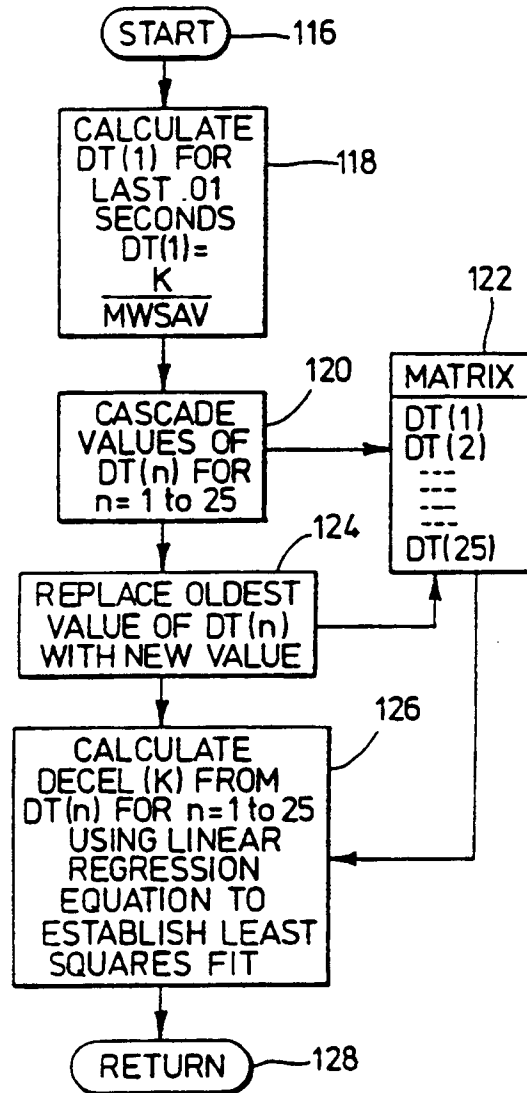 START
116
CALCULATE
DT(1) FOR
LAST .01
SECONDS
DT(1)=
K
MWSAV
118
CASCADE
VALUES OF
DT(n) FOR
n= 1 to 25
120
122
MATRIX
DT(1)
DT(2)
----
----
----
----
DT(25)
124
REPLACE OLDEST
VALUE OF DT(n)
WITH NEW VALUE
126
CALCULATE
DECEL (K) FROM
DT(n) FOR n=1 to 25
USING LINEAR
REGRESSION
EQUATION TO
ESTABLISH LEAST
SQUARES FIT
RETURN
128